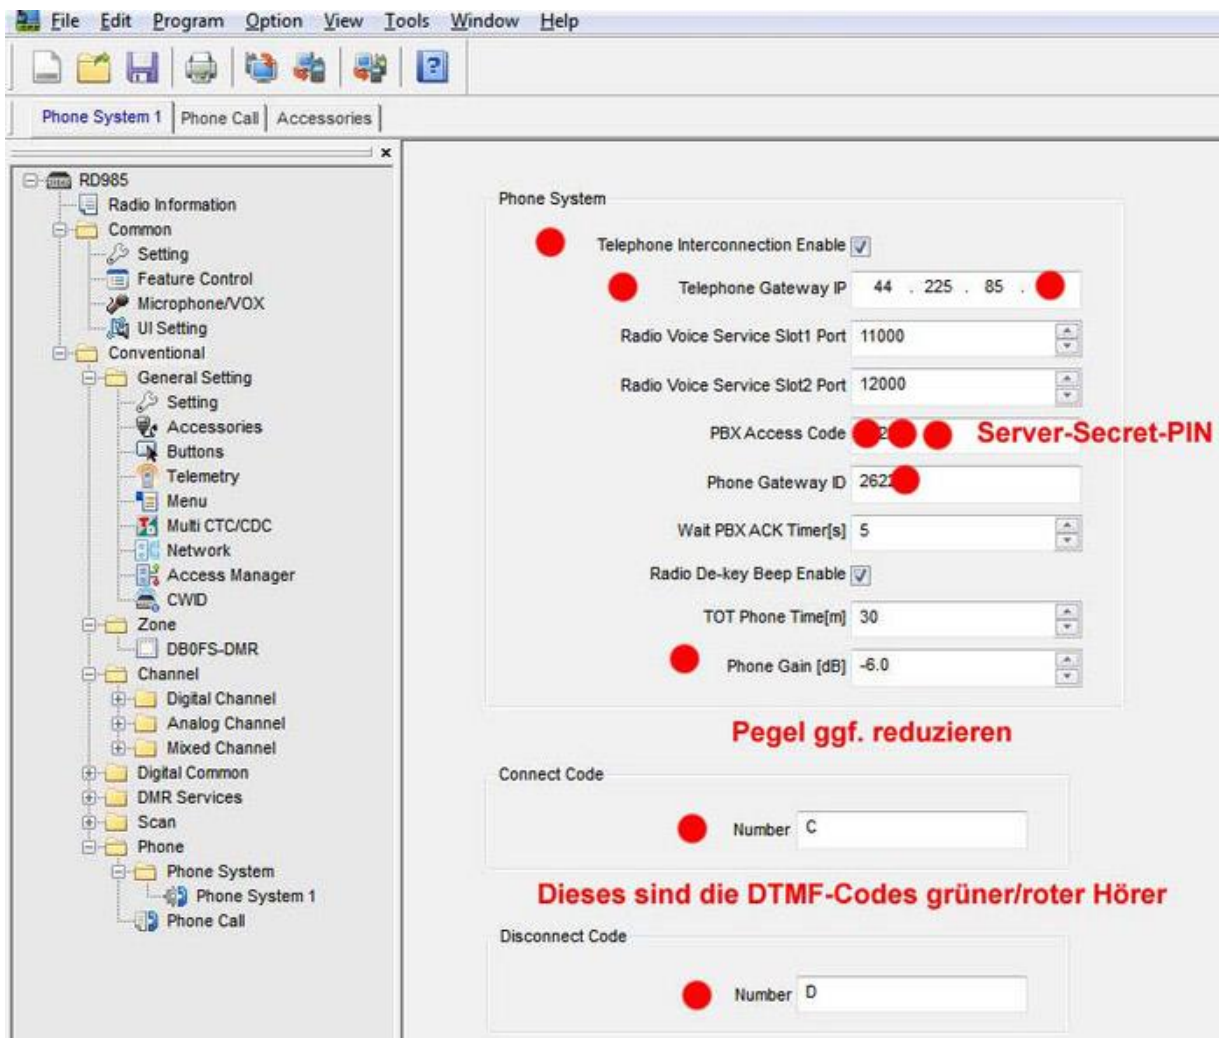 File Edit Program Option View Tools Window Help
Phone System 1 Phone Call Accessories
RD985
Radio Information
Common
Setting
Feature Control
Microphone/VOX
UI Setting
Conventional
General Setting
Setting
Accessories
Buttons
Telemetry
Menu
Multi CTC/CDC
Network
Access Manager
CWID
Zone
DB0FS-DMR
Channel
Digital Channel
Analog Channel
Mixed Channel
Digital Common
DMR Services
Scan
Phone
Phone System
Phone System 1
Phone Call
Phone System
Telephone Interconnection Enable
Telephone Gateway IP 44 . 225 . 85 .
Radio Voice Service Slot1 Port 11000
Radio Voice Service Slot2 Port 12000
PBX Access Code 2 Server-Secret-PIN
Phone Gateway ID 262
Wait PBX ACK Timer[s] 5
Radio De-key Beep Enable
TOT Phone Time[m] 30
Phone Gain [dB] -6.0
Pegel ggf. reduzieren
Connect Code
Number C
Dieses sind die DTMF-Codes grüner/roter Hörer
Disconnect Code
Number D